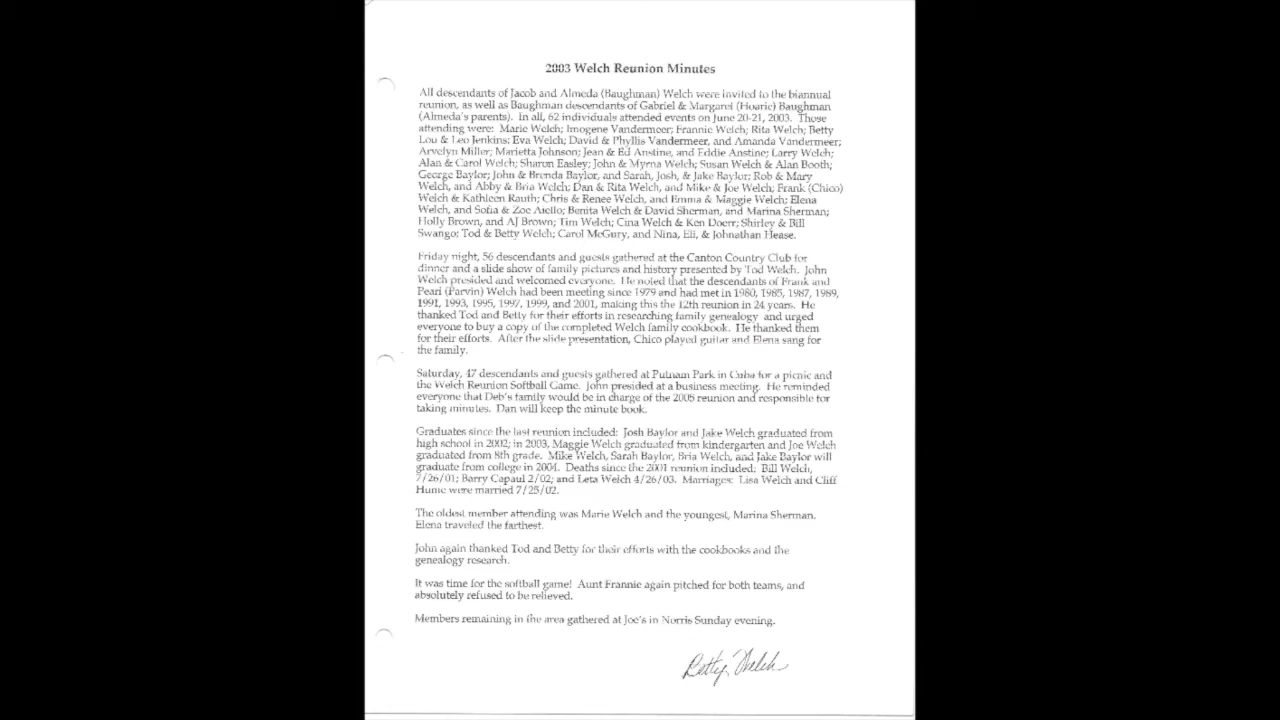 2003 Welch Reunion Minutes
All descendants of Jacob and Almeda (Baughman) Welch were invited to the biannual
reunion, as well as Baughman descendants of Gabriel & Margaret (Hoaric) Baughman
(Almeda's parents). In all, 62 individuals attended events on June 20-21, 2003. Those
attending were: Marie Welch; Imogene Vandermeer; Frannie Welch; Rita Welch; Betty
Lou & Leo Jenkins; Eva Welch; David & Phyllis Vandermeer, and Amanda Vandermeer;
Arvelyn Miller; Marietta Johnson; Jean & Ed Anstine, and Eddie Anstine; Larry Welch;
Alan & Carol Welch; Sharon Easley; John & Myrna Welch; Susan Welch & Alan Booth;
George Baylor; John & Brenda Baylor, and Sarah, Josh, & Jake Baylor; Rob & Mary
Welch, and Abby & Bria Welch; Dan & Rita Welch, and Mike & Joe Welch; Frank (Chico)
Welch & Kathleen Rauth; Chris & Renee Welch, and Emma & Maggie Welch; Elena
Welch, and Sofia & Zoe Aiello; Benita Welch & David Sherman, and Marina Sherman;
Holly Brown, and AJ Brown; Tim Welch; Gina Welch & Ken Doerr; Shirley & Bill
Swango; Tod & Betty Welch; Carol McGury, and Nina, Eli, & Johnathan Hease.
Friday night, 56 descendants and guests gathered at the Canton Country Club for
dinner and a slide show of family pictures and history presented by Tod Welch. John
Welch presided and welcomed everyone. He noted that the descendants of Frank and
Pearl (Parvin) Welch had been meeting since 1979 and had met in 1980, 1985, 1987, 1989,
1991, 1993, 1995, 1997, 1999, and 2001, making this the 12th reunion in 24 years. He
thanked Tod and Betty for their efforts in researching family genealogy and urged
everyone to buy a copy of the completed Welch family cookbook. He thanked them
for their efforts. After the slide presentation, Chico played guitar and Elena sang for
the family.
Saturday, 47 descendants and guests gathered at Putnam Park in Cuba for a picnic and
the Welch Reunion Softball Game. John presided at a business meeting. He reminded
everyone that Deb's family would be in charge of the 2005 reunion and responsible for
taking minutes. Dan will keep the minute book.
Graduates since the last reunion included: Josh Baylor and Jake Welch graduated from
high school in 2002; in 2003, Maggie Welch graduated from kindergarten and Joe Welch
graduated from 8th grade. Mike Welch, Sarah Baylor, Bria Welch, and Jake Baylor will
graduate from college in 2004. Deaths since the 2001 reunion included: Bill Welch,
7/26/01; Barry Capaul 2/02; and Leta Welch 4/26/03. Marriages: Lisa Welch and Cliff
Hume were married 7/25/02.
The oldest member attending was Marie Welch and the youngest, Marina Sherman.
Elena traveled the farthest.
John again thanked Tod and Betty for their efforts with the cookbooks and the
genealogy research.
It was time for the softball game! Aunt Frannie again pitched for both teams, and
absolutely refused to be relieved.
Members remaining in the area gathered at Joe's in Norris Sunday evening.
Betty Welch